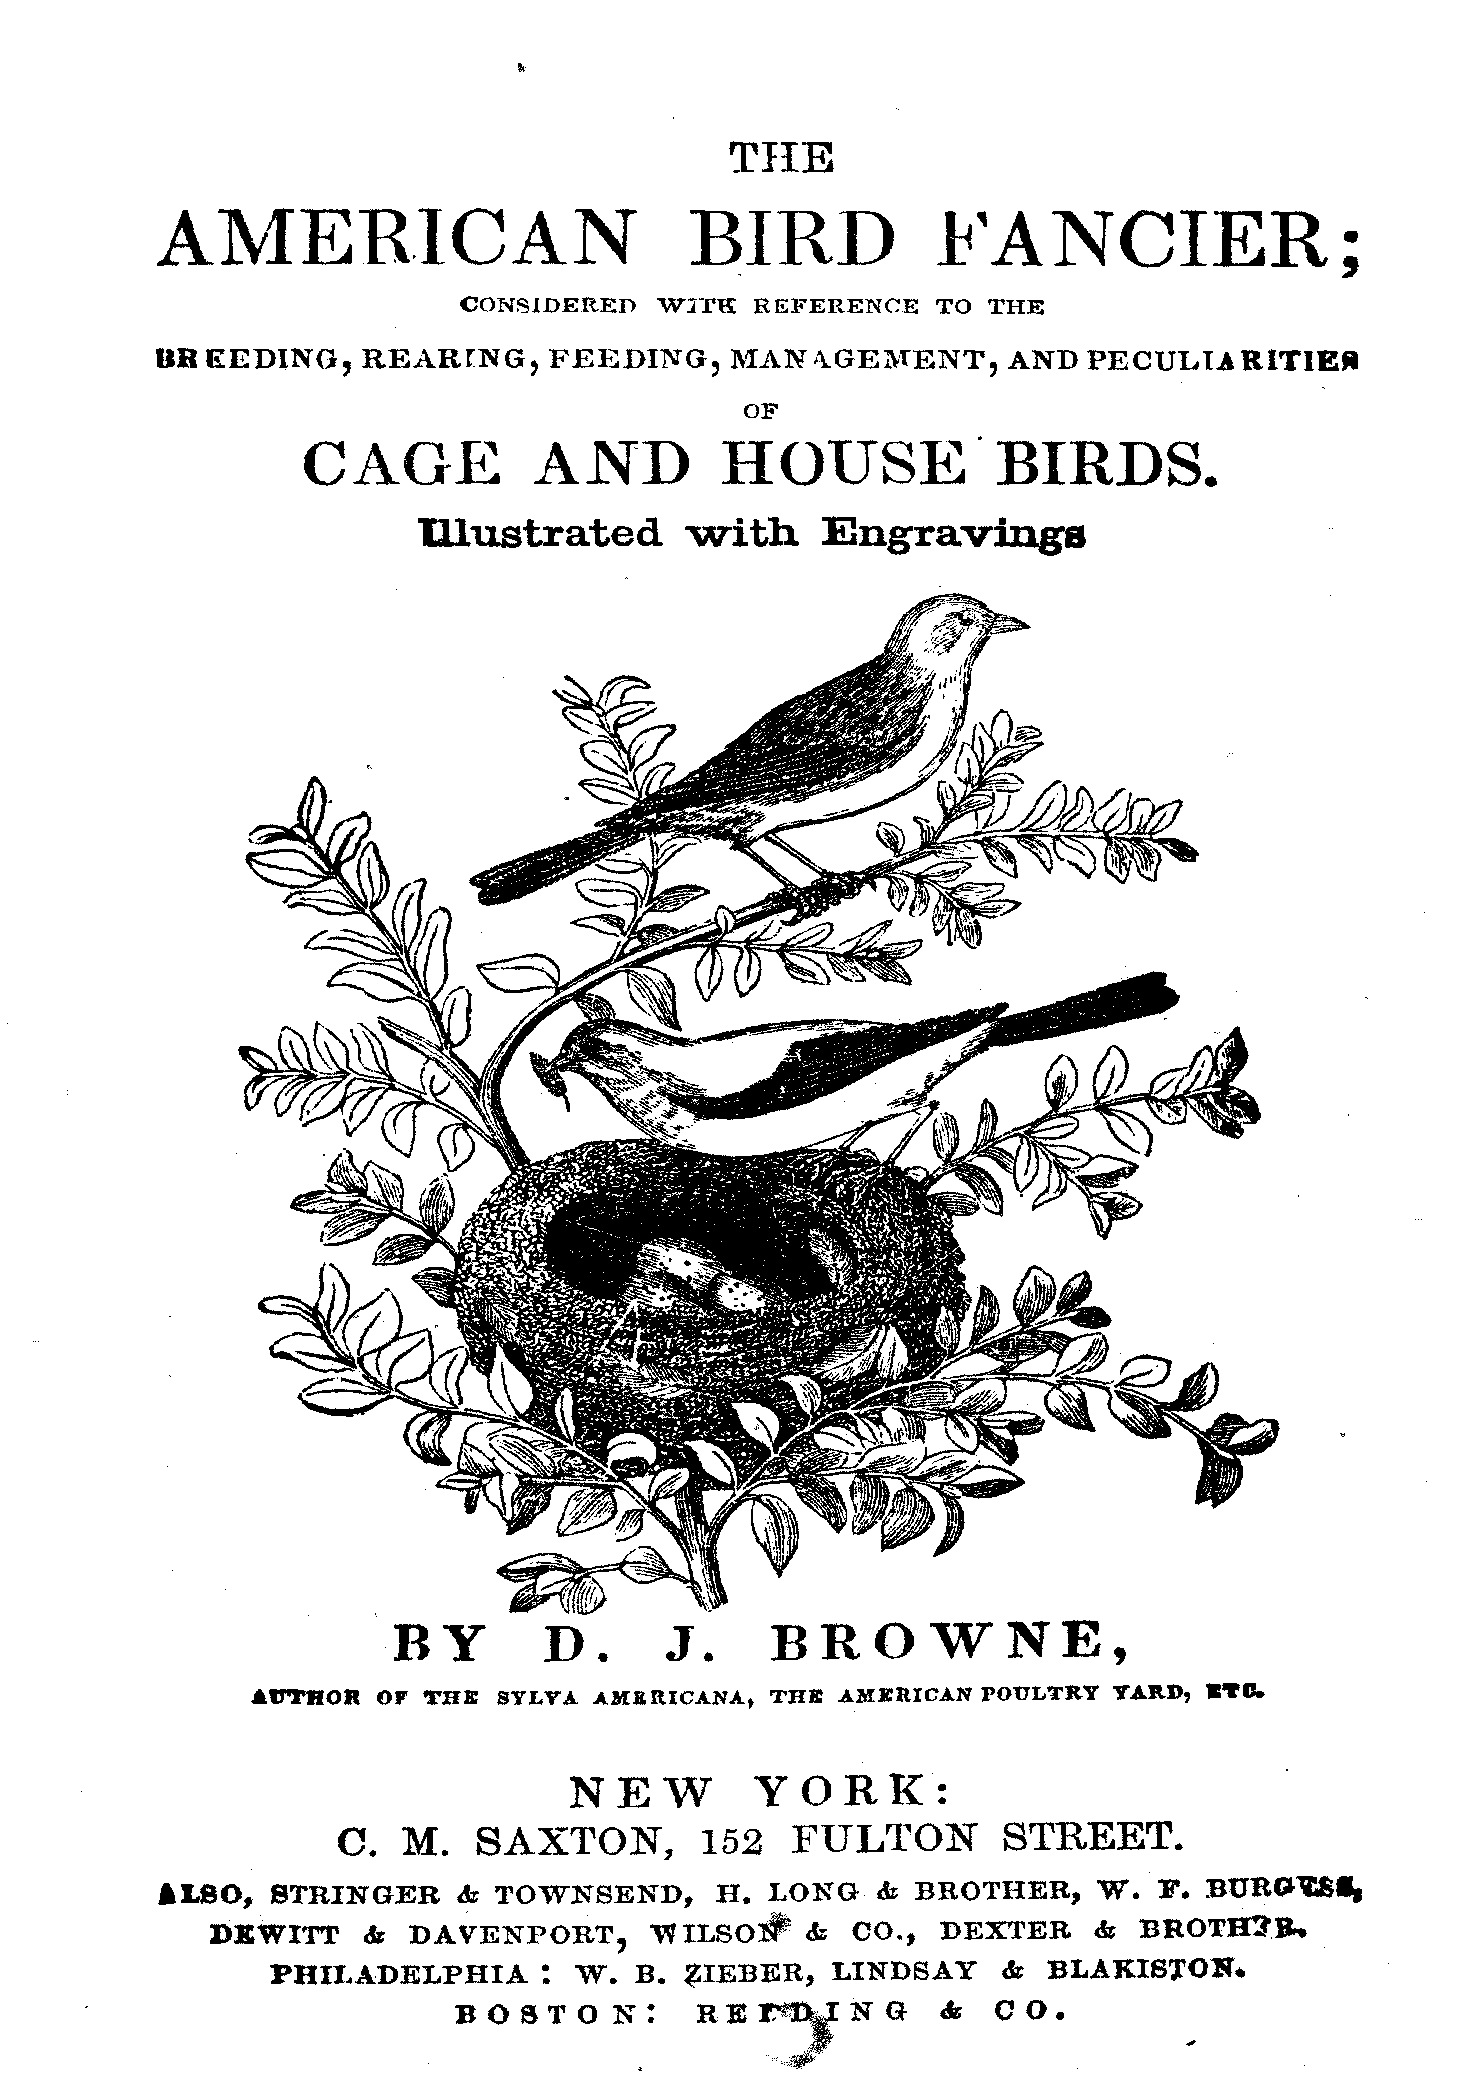 THE
AMERICAN BIRD FANCIER;
CONSIDERED WITH REFERENCE TO THE
BREEDING, REARING, FEEDING, MANAGEMENT, AND PECULIARITIES
OF
CAGE AND HOUSE BIRDS.
Illustrated with Engravings
BY D. J. BROWNE,
AUTHOR OF THE SYLVA AMERICANA, THE AMERICAN POULTRY YARD, ETC.
NEW YORK:
C. M. SAXTON, 152 FULTON STREET.
ALSO, STRINGER & TOWNSEND, H. LONG & BROTHER, W. F. BURGESS,
DEWITT & DAVENPORT, WILSON & CO., DEXTER & BROTHER.
PHILADELPHIA: W. B. ZIEBER, LINDSAY & BLAKISTON.
BOSTON: REDDING & CO.